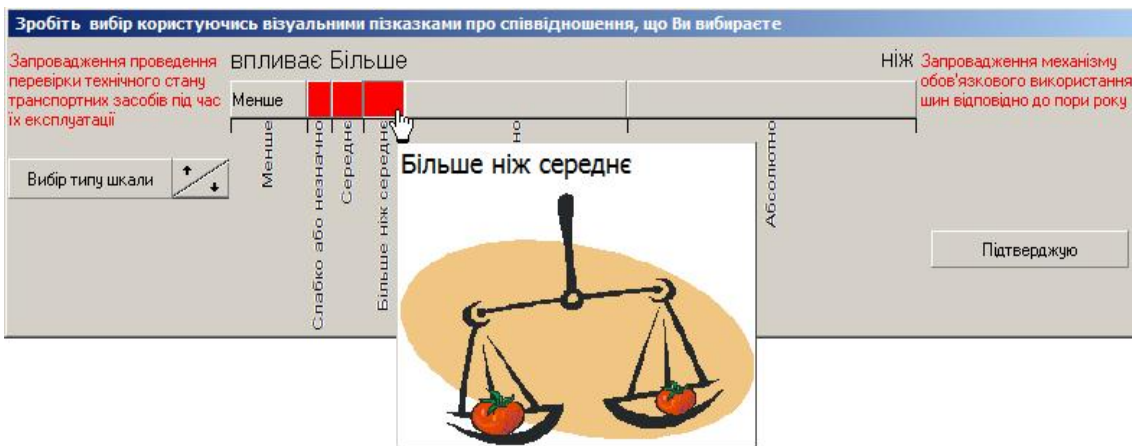 Зробіть вибір користуючись візуальними пізказками про співвідношення, що Ви вибираєте
Запровадження проведення
перевірки технічного стану
транспортних засобів під час
їх експлуатації
впливає Більше
ніж
Запровадження механізму
обов'язкового використання
шин відповідно до пори року
Менше
Менше
Слабко або незначно
Середнє
Більше ніж середнє
но
Абсолютно
Вибір типу шкали
Більше ніж середнє
Підтверджую